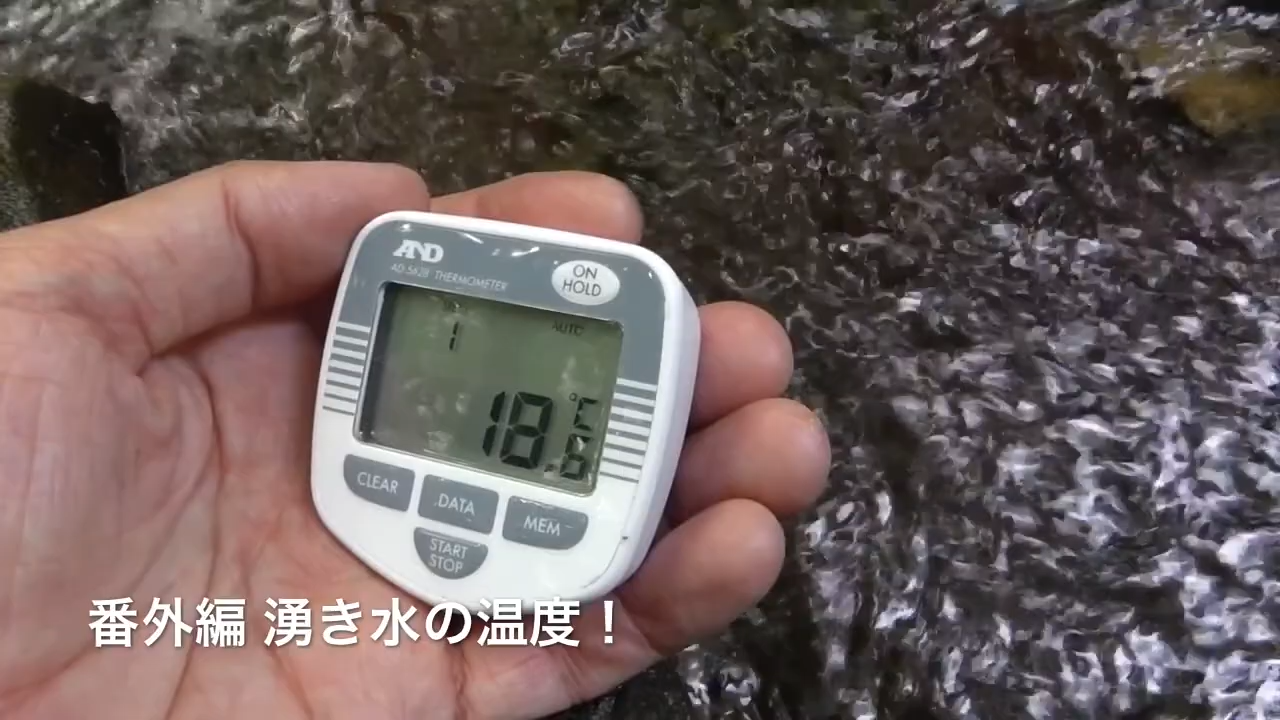 AND
ON
HOLD
AD-5628 THERMOMETER
1
AUTO
18.6 °C
CLEAR
DATA
MEM
START
STOP
番外編 湧き水の温度！